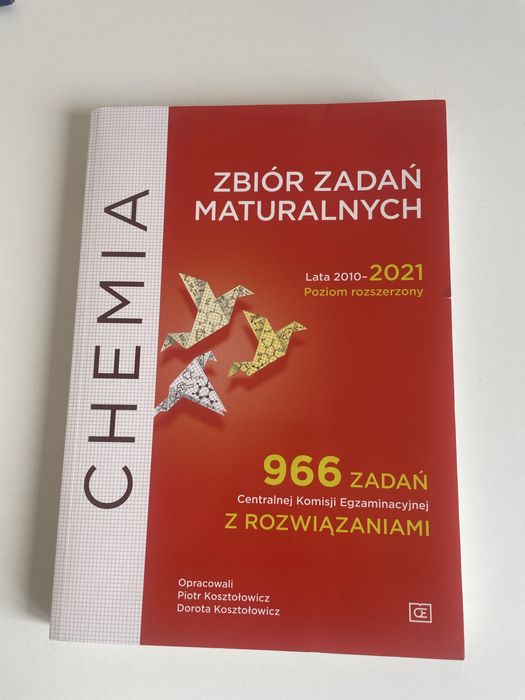 CHEMIA
ZBIÓR ZADAŃ
MATURALNYCH
Lata 2010–2021
Poziom rozszerzony
966 ZADAŃ
Centralnej Komisji Egzaminacyjnej
Z ROZWIĄZANIAMI
Opracowali
Piotr Kosztołowicz
Dorota Kosztołowicz
OE